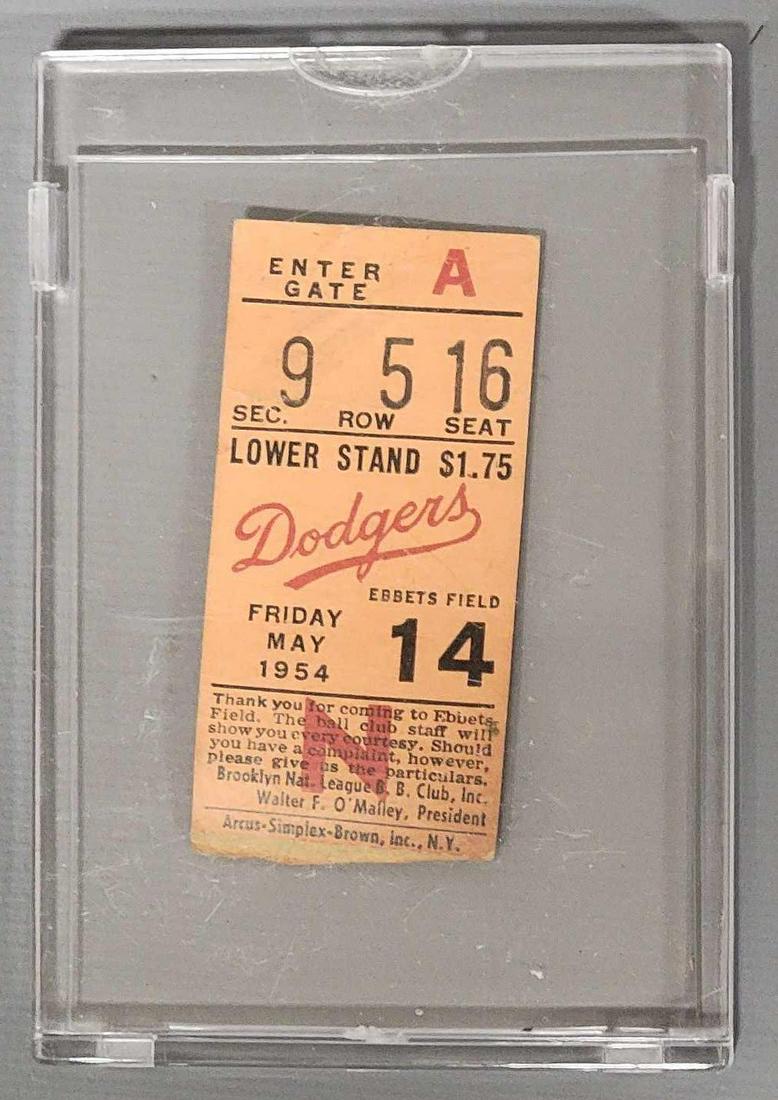 ENTER
GATE A
9 5 16
SEC. ROW SEAT
LOWER STAND $1.75
Dodgers
EBBETS FIELD
FRIDAY
MAY 14
1954
N
Thank you for coming to Ebbets
Field. The ball club staff will
show you every courtesy. Should
you have a complaint, however,
please give us the particulars.
Brooklyn Nat. League B. B. Club, Inc.
Walter F. O'Malley, President
Arcus-Simplex-Brown, Inc., N.Y.